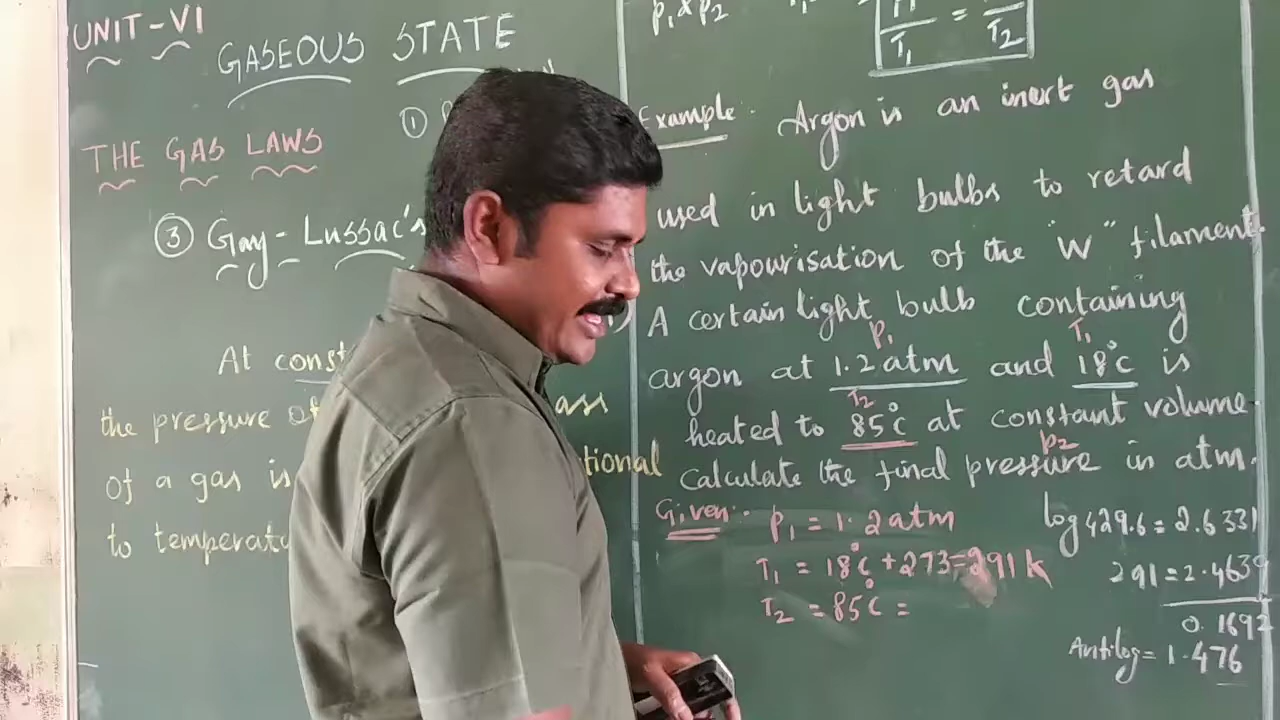 UNIT-VI
GASEOUS STATE
THE GAS LAWS
①
③ Gay-Lussac's
At const
the pressure of ass
of a gas is tional
to temperatu
P1 α P2
T1 = T2
Example:- Argon is an inert gas
used in light bulbs to retard
the vapourisation of the "W" filament.
) A certain light bulb containing
P1 T1
argon at 1.2 atm and 18°c is
T2
heated to 85°c at constant volume
P2
Calculate the final pressure in atm.
Given:- P1 = 1.2 atm
T1 = 18°c + 273 = 291 k
T2 = 85°c =
log 429.6 = 2.6331
291 = 2.4639
0.1692
Antilog = 1.476